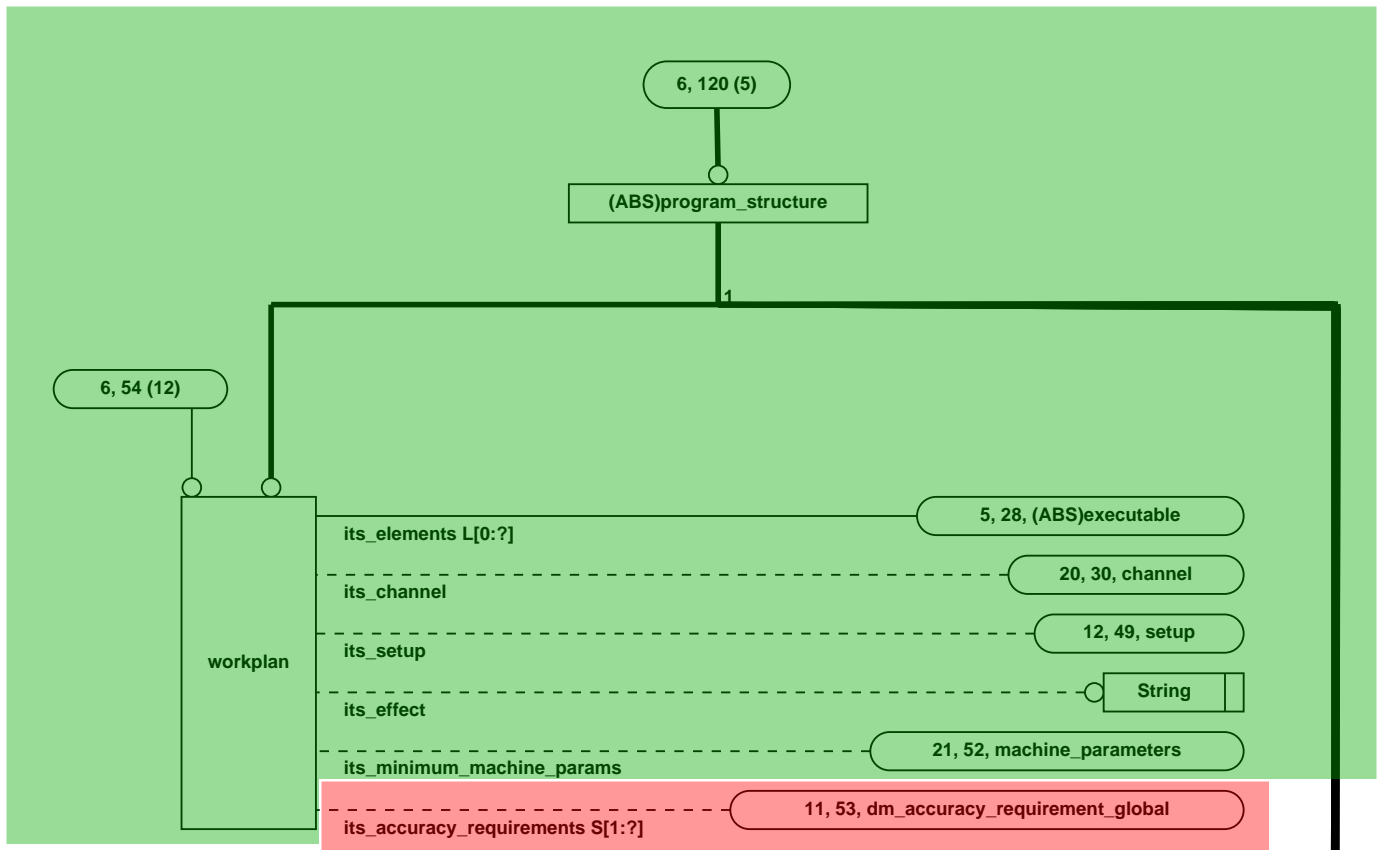 6, 120 (5)
(ABS)program_structure
1
6, 54 (12)
workplan
its_elements L[0:?]
5, 28, (ABS)executable
its_channel
20, 30, channel
its_setup
12, 49, setup
its_effect
String
its_minimum_machine_params
21, 52, machine_parameters
its_accuracy_requirements S[1:?]
11, 53, dm_accuracy_requirement_global